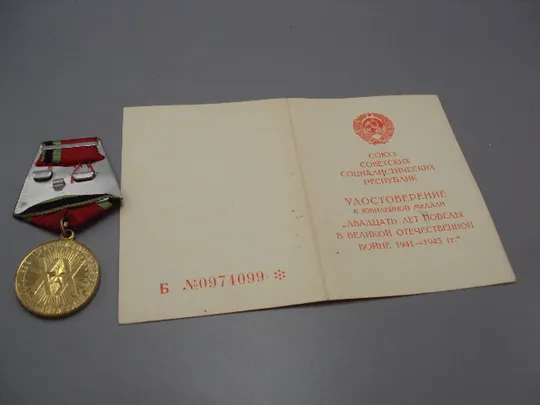 Б №0974099 *
СОЮЗ
СОВЕТСКИХ
СОЦИАЛИСТИЧЕСКИХ
РЕСПУБЛИК
УДОСТОВЕРЕНИЕ
К ЮБИЛЕЙНОЙ МЕДАЛИ
„ДВАДЦАТЬ ЛЕТ ПОБЕДЫ
В ВЕЛИКОЙ ОТЕЧЕСТВЕННОЙ
ВОЙНЕ 1941—1945 гг."